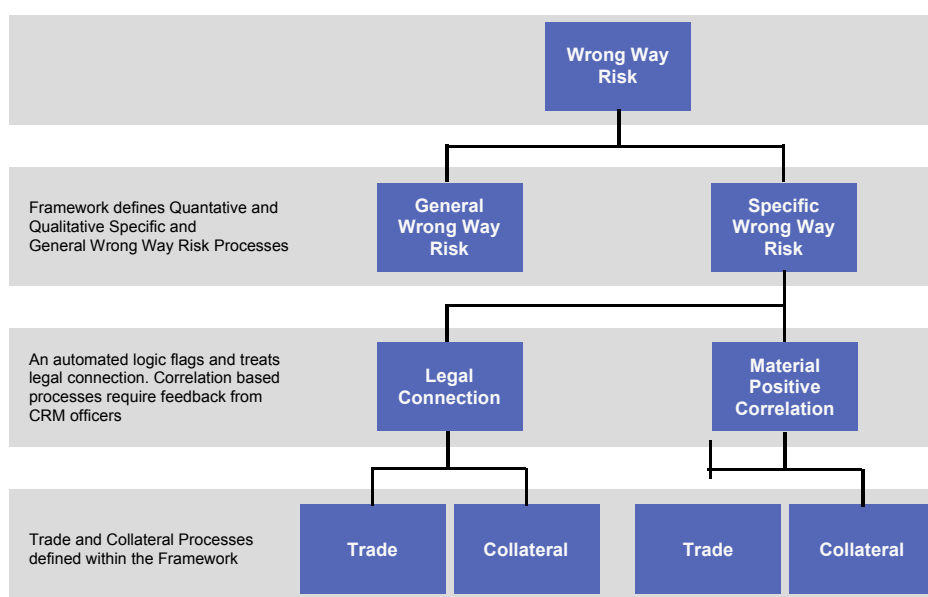 Wrong Way
Risk
Framework defines Quantative and
Qualitative Specific and
General Wrong Way Risk Processes
General
Wrong Way
Risk
Specific
Wrong Way
Risk
An automated logic flags and treats
legal connection. Correlation based
processes require feedback from
CRM officers
Legal
Connection
Material
Positive
Correlation
Trade and Collateral Processes
defined within the Framework
Trade
Collateral
Trade
Collateral